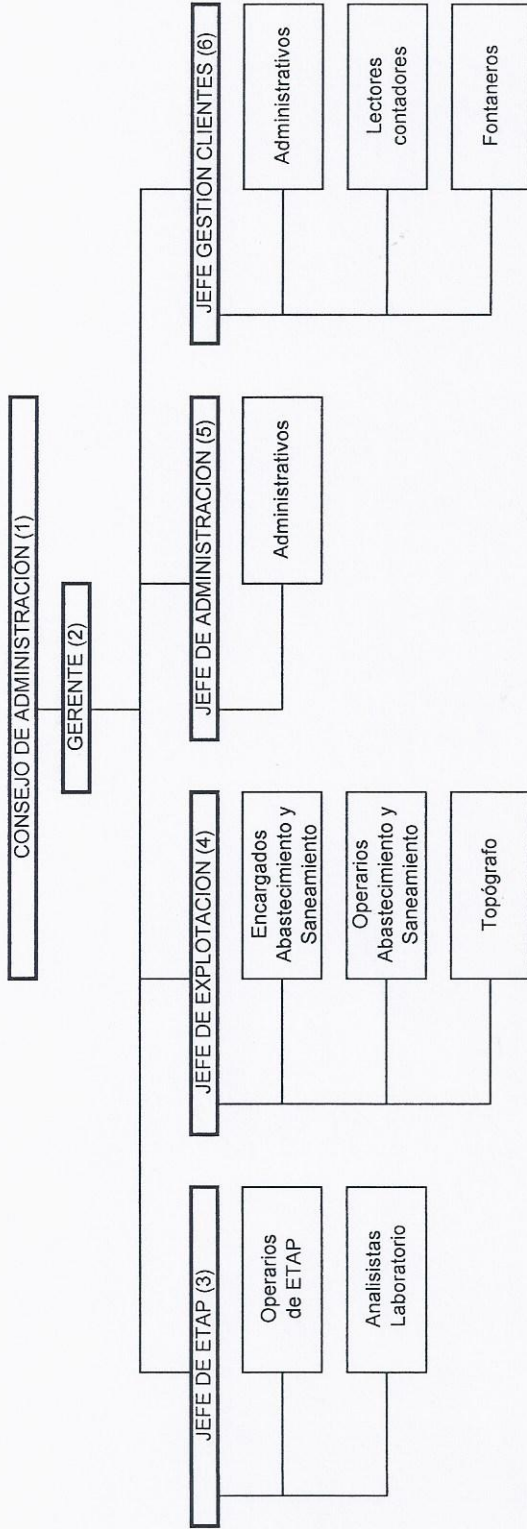 CONSEJO DE ADMINISTRACIÓN (1)
GERENTE (2)
JEFE DE ETAP (3)
Operarios
de ETAP
Analisistas
Laboratorio
JEFE DE EXPLOTACION (4)
Encargados
Abastecimiento y
Saneamiento
Operarios
Abastecimiento y
Saneamiento
Topógrafo
JEFE DE ADMINISTRACION (5)
Administrativos
JEFE GESTION CLIENTES (6)
Administrativos
Lectores
contadores
Fontaneros